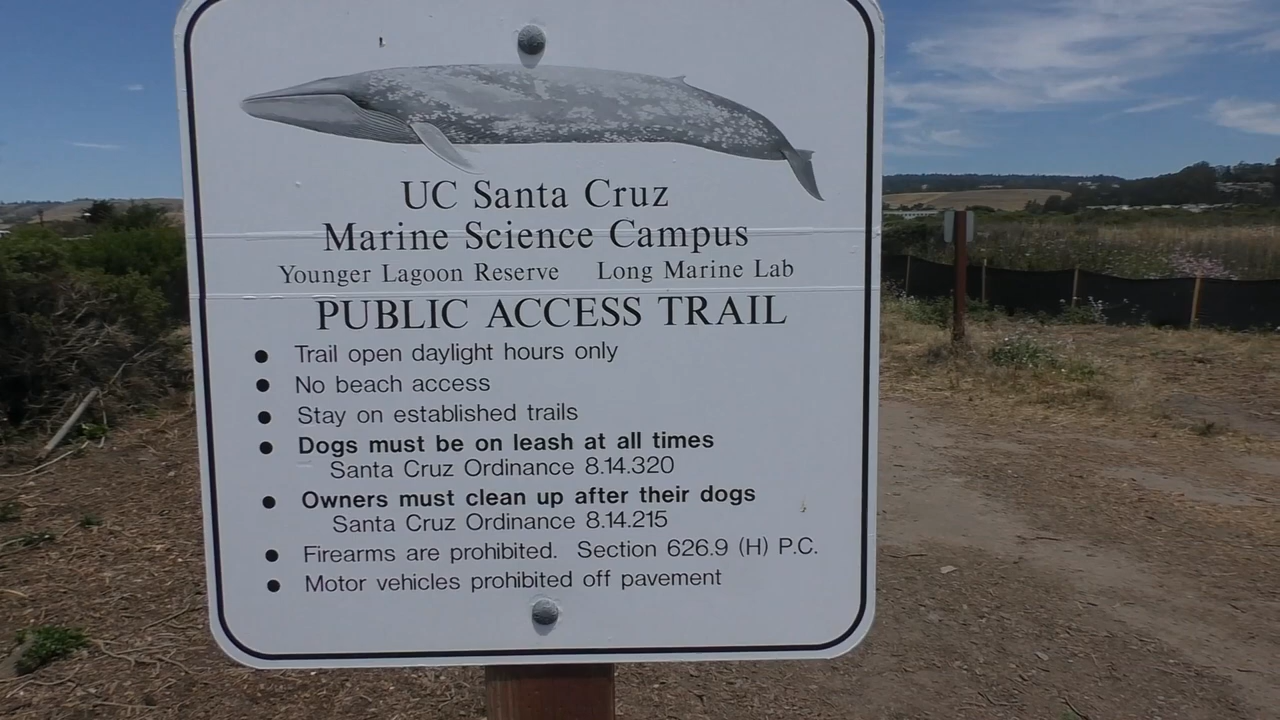 UC Santa Cruz
Marine Science Campus
Younger Lagoon Reserve Long Marine Lab
PUBLIC ACCESS TRAIL
• Trail open daylight hours only
• No beach access
• Stay on established trails
• Dogs must be on leash at all times
Santa Cruz Ordinance 8.14.320
• Owners must clean up after their dogs
Santa Cruz Ordinance 8.14.215
• Firearms are prohibited. Section 626.9 (H) P.C.
• Motor vehicles prohibited off pavement